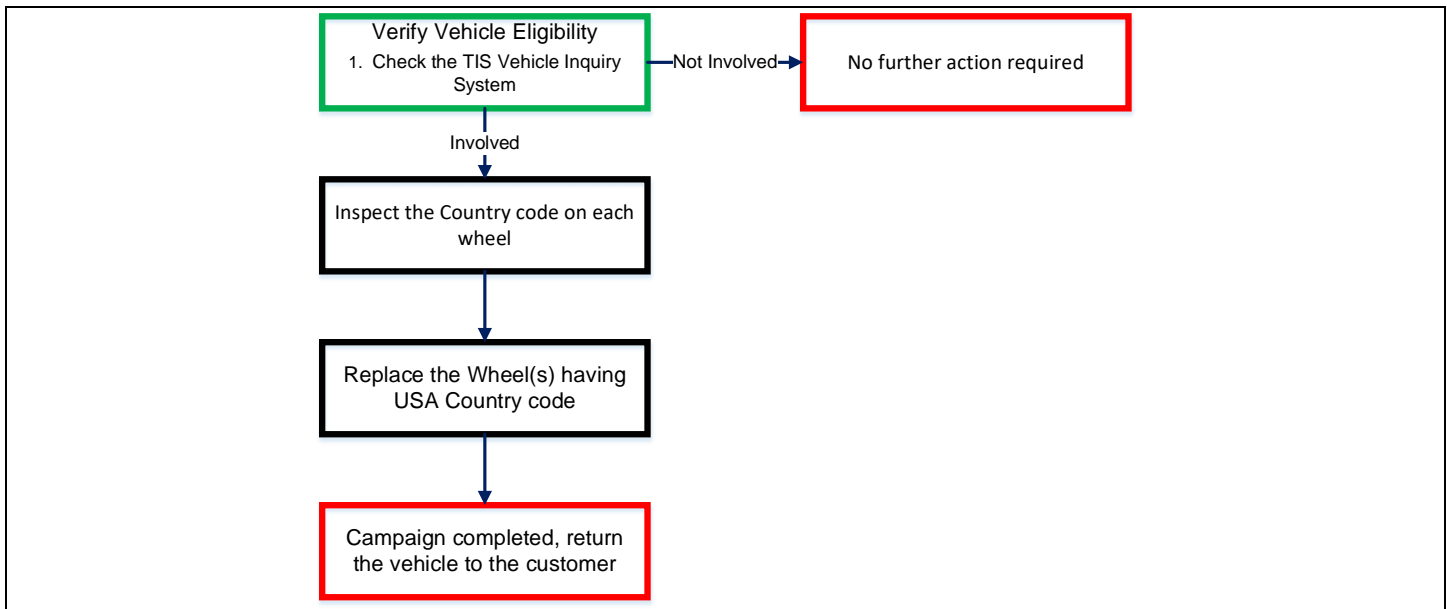 Verify Vehicle Eligibility
1. Check the TIS Vehicle Inquiry
System
Not Involved
No further action required
Involved
Inspect the Country code on each
wheel
Replace the Wheel(s) having
USA Country code
Campaign completed, return
the vehicle to the customer